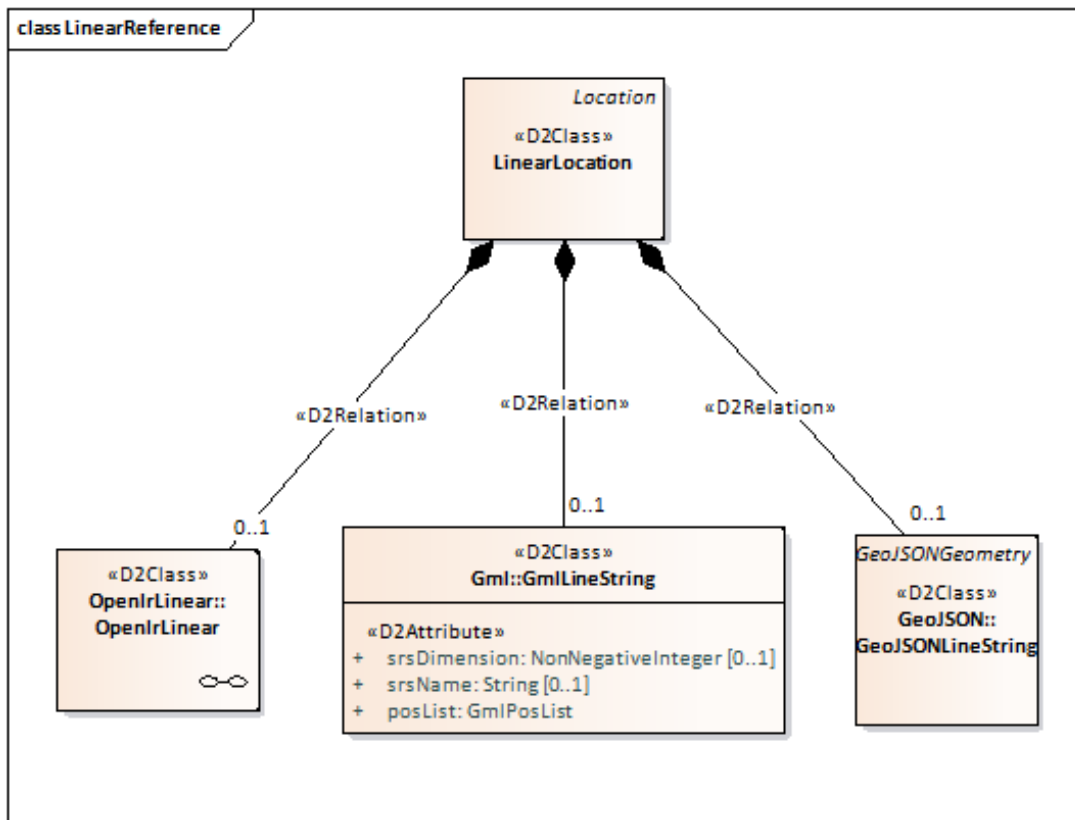 class LinearReference
Location
«D2Class»
LinearLocation
«D2Relation»
«D2Relation»
«D2Relation»
0..1
0..1
0..1
«D2Class»
OpenlrLinear::
OpenlrLinear
«D2Class»
Gml::GmlLineString
«D2Attribute»
+ srsDimension: NonNegativeInteger [0..1]
+ srsName: String [0..1]
+ posList: GmlPosList
GeoJSONGeometry
«D2Class»
GeoJSON::
GeoJSONLineString